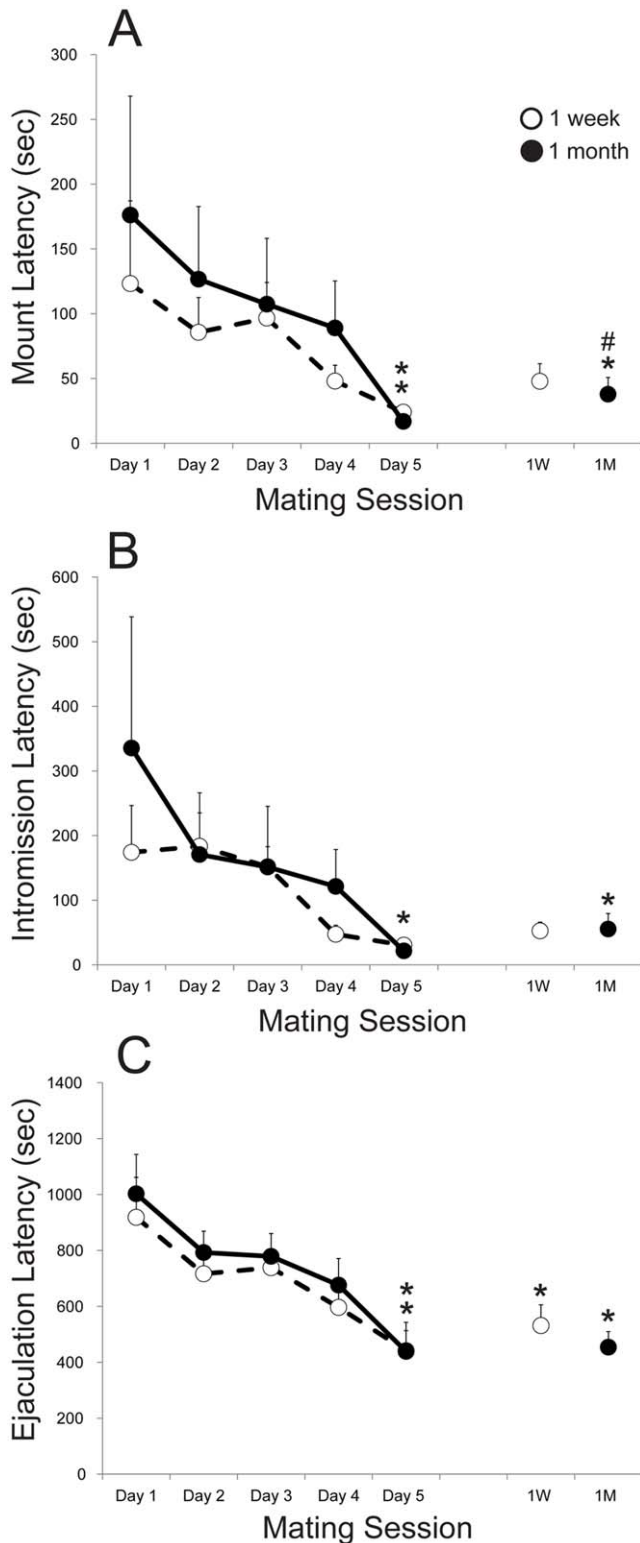 A
Mount Latency (sec)
300
250
200
150
100
50
0
1 week
1 month
*
*
#
*
Day 1 Day 2 Day 3 Day 4 Day 5 1W 1M
Mating Session
B
Intromission Latency (sec)
600
500
400
300
200
100
0
*
*
Day 1 Day 2 Day 3 Day 4 Day 5 1W 1M
Mating Session
C
Ejaculation Latency (sec)
1400
1200
1000
800
600
400
200
0
*
*
*
*
Day 1 Day 2 Day 3 Day 4 Day 5 1W 1M
Mating Session